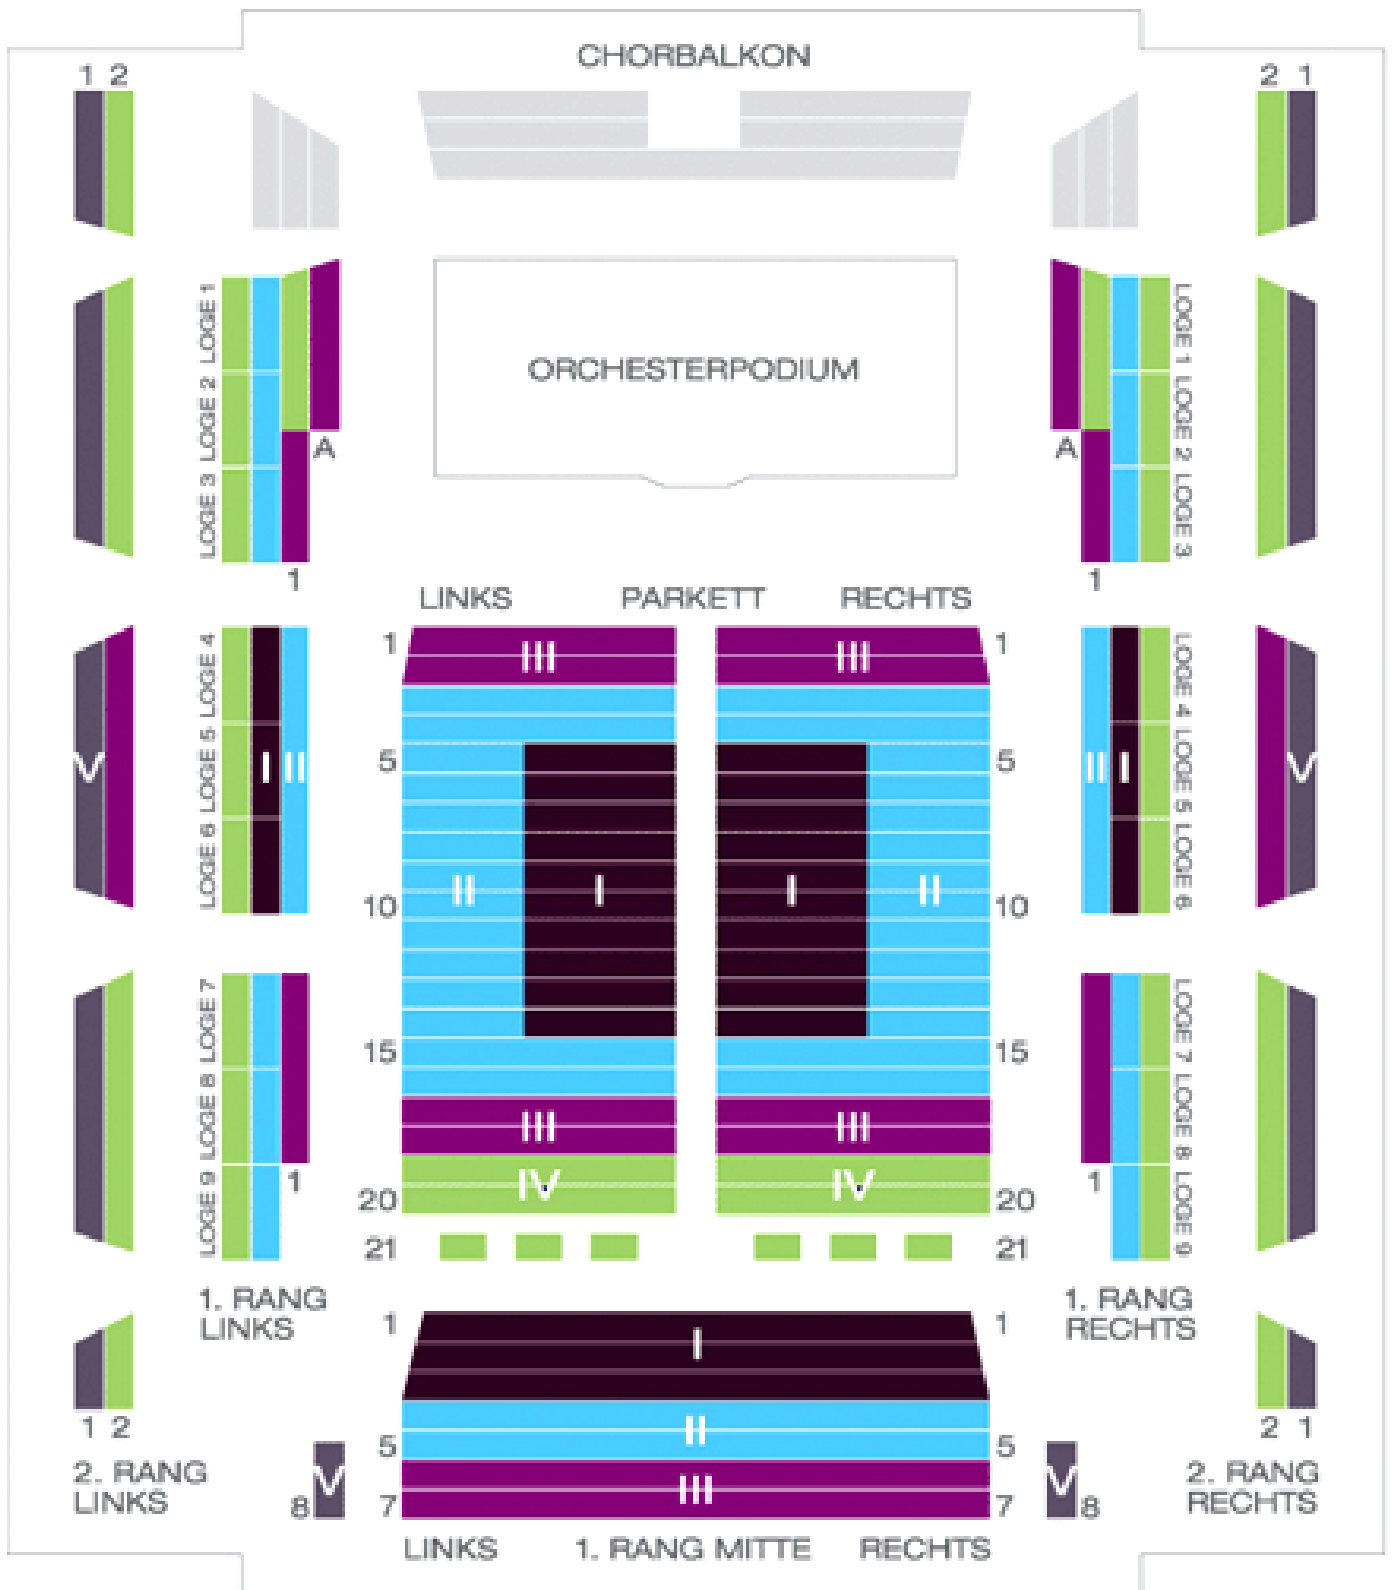 CHORBALKON
1 2
2 1
ORCHESTERPODIUM
LOGE 1
LOGE 2
LOGE 3
A
1
LOGE 1
LOGE 2
LOGE 3
A
1
LINKS PARKETT RECHTS
1 III III 1
LOGE 4
LOGE 5
LOGE 6
V I II
LOGE 4
LOGE 5
LOGE 6
II I V
5 5
II I I II
10 10
15 15
III III
IV IV
20 20
21 21
LOGE 7
LOGE 8
LOGE 9
1
LOGE 7
LOGE 8
LOGE 9
1
1. RANG
LINKS
1. RANG
RECHTS
1 I 1
II
5 5
III
7 7
1 2
2. RANG
LINKS
V
8
2 1
2. RANG
RECHTS
V
8
LINKS 1. RANG MITTE RECHTS